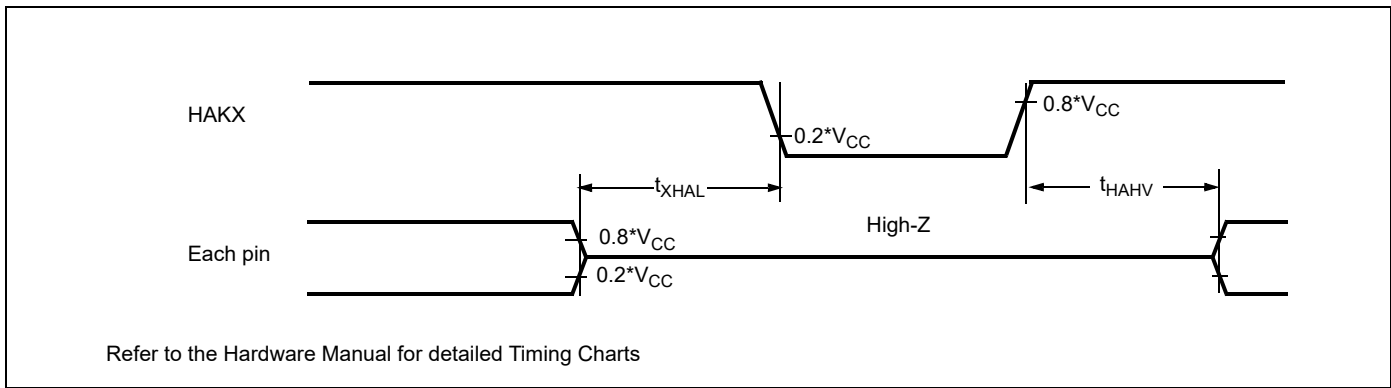 HAKX
0.2*VCC
0.8*VCC
tXHAL
tHAHV
High-Z
Each pin
0.8*VCC
0.2*VCC
Refer to the Hardware Manual for detailed Timing Charts